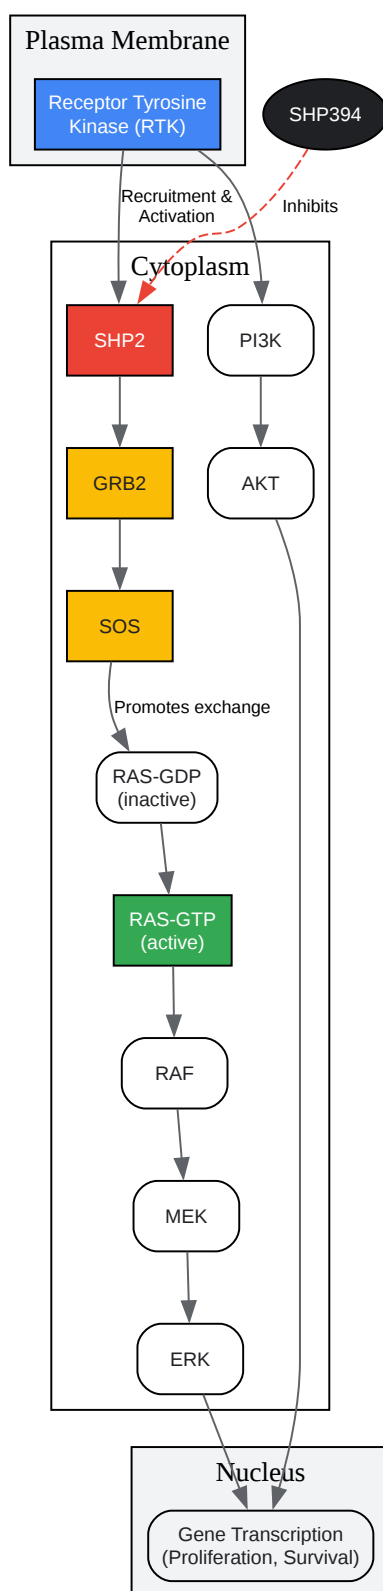 Plasma Membrane
Receptor Tyrosine
Kinase (RTK)
SHP394
Recruitment &
Activation
Inhibits
Cytoplasm
SHP2
PI3K
GRB2
AKT
SOS
Promotes exchange
RAS-GDP
(inactive)
RAS-GTP
(active)
RAF
MEK
ERK
Nucleus
Gene Transcription
(Proliferation, Survival)